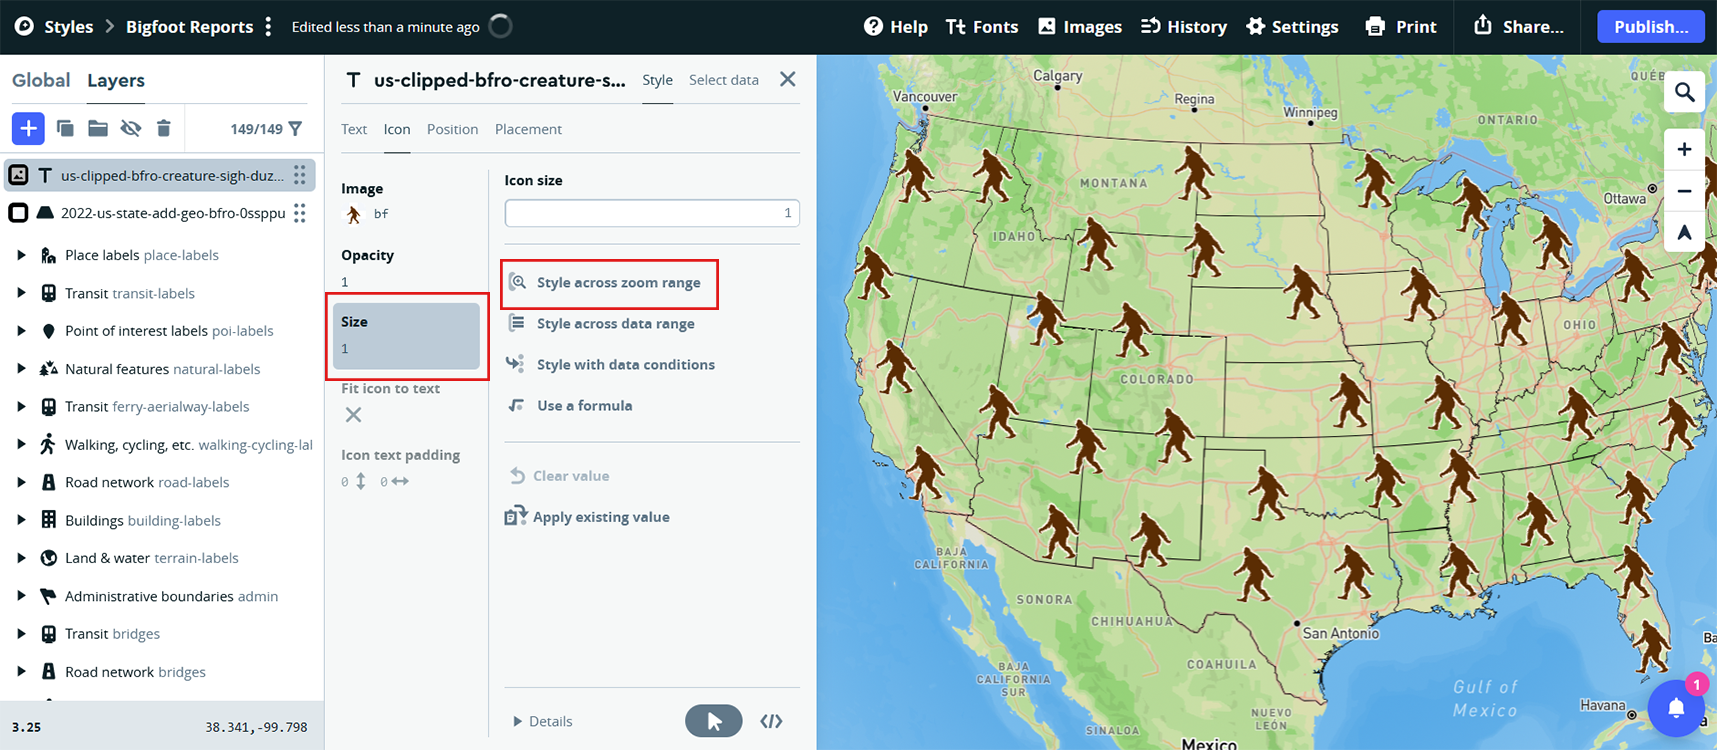 Styles
Bigfoot Reports
Edited less than a minute ago
Help
Tt Fonts
Images
History
Settings
Print
Share...
Publish...
Global
Layers
149/149
T us-clipped-bfro-creature-sigh-duz...
2022-us-state-add-geo-bfro-0ssppu
Place labels place-labels
Transit transit-labels
Point of interest labels poi-labels
Natural features natural-labels
Transit ferry-aerialway-labels
Walking, cycling, etc. walking-cycling-lal
Road network road-labels
Buildings building-labels
Land & water terrain-labels
Administrative boundaries admin
Transit bridges
Road network bridges
3.25
38.341,-99.798
T us-clipped-bfro-creature-s...
Style
Select data
Text
Icon
Position
Placement
Image
bf
Opacity
1
Size
1
Fit icon to text
Icon text padding
0
0
Icon size
1
Style across zoom range
Style across data range
Style with data conditions
Use a formula
Clear value
Apply existing value
Details
</>
Calgary
QUÉB
Vancouver
Regina
Winnipeg
ONTARIO
MONTANA
Ottawa
IDAHO
OHIO
COLORADO
BAJA
CALIFORNIA
SONORA
CHIHUAHUA
San Antonio
Ba
COAHUILA
BAJA
CALIFORNIA
SUR
Gulf of
Mexico
1
Havana
NUEVO
LEÓN
SINALOA
Mexico